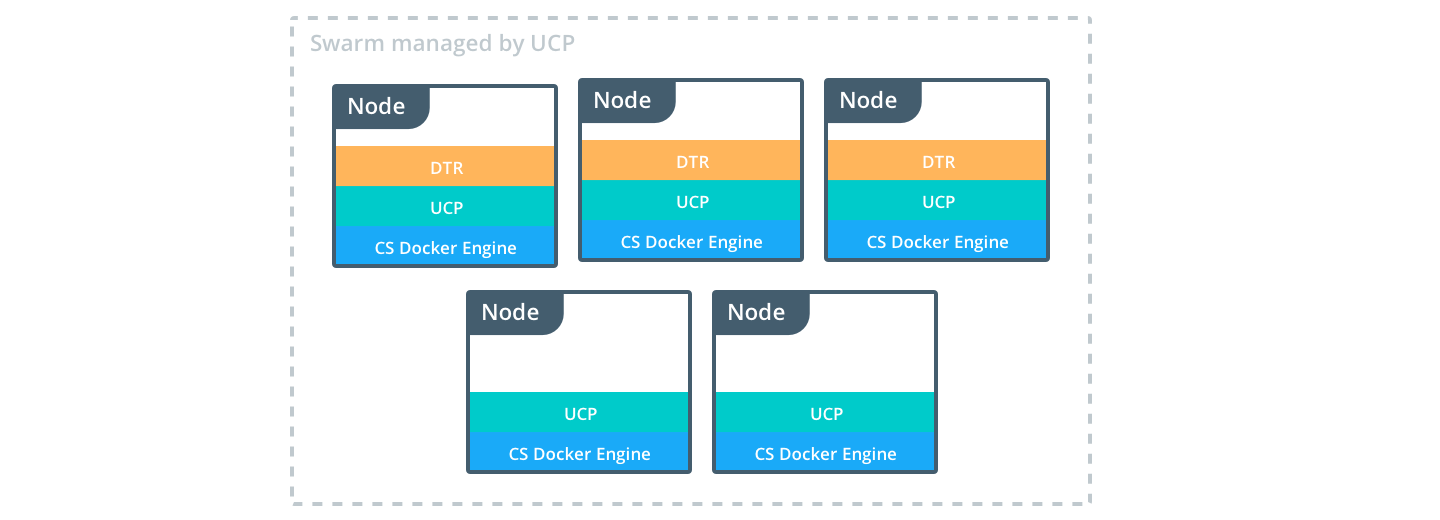 Swarm managed by UCP
Node
DTR
UCP
CS Docker Engine
Node
DTR
UCP
CS Docker Engine
Node
DTR
UCP
CS Docker Engine
Node
UCP
CS Docker Engine
Node
UCP
CS Docker Engine